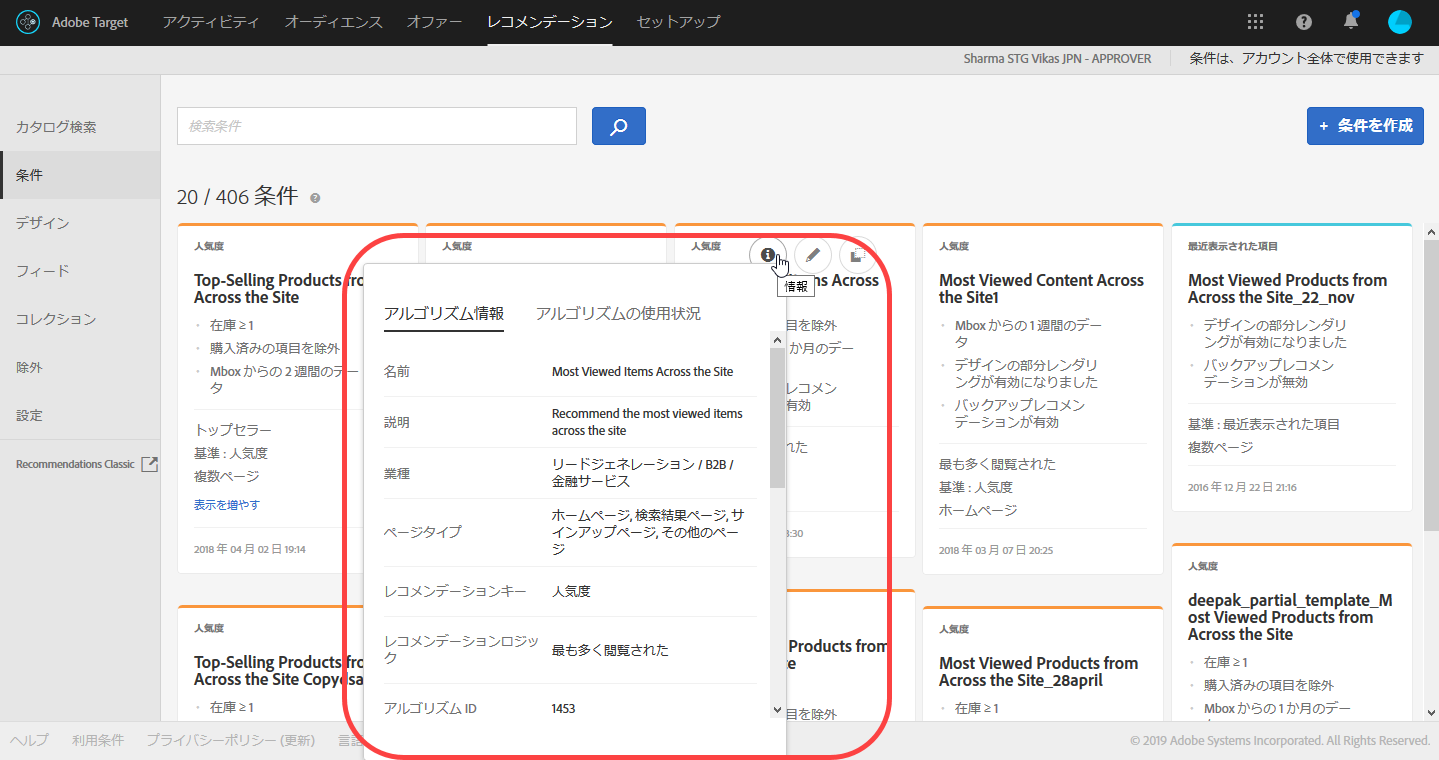 Adobe Target
アクティビティ
オーディエンス
オファー
レコメンデーション
セットアップ
Sharma STG Vikas JPN - APPROVER
条件は、アカウント全体で使用できます
カタログ検索
条件
デザイン
フィード
コレクション
除外
設定
Recommendations Classic
検索条件
+ 条件を作成
20 / 406 条件
人気度
Top-Selling Products fro
Across the Site
在庫 ≥ 1
購入済みの項目を除外
Mbox からの 2 週間のデー
タ
トップセラー
基準 : 人気度
複数ページ
表示を増やす
2018 年 04 月 02 日 19:14
人気度
Top-Selling Products fro
Across the Site Copyosa
在庫 ≥ 1
人気度
人気度
情報
ms Across
目を除外
か月のデー
レコメン
有効
れた
3:30
アルゴリズム情報
アルゴリズムの使用状況
名前
Most Viewed Items Across the Site
説明
Recommend the most viewed items
across the site
業種
リードジェネレーション / B2B /
金融サービス
ページタイプ
ホームページ, 検索結果ページ, サ
インアップページ, その他のペー
ジ
レコメンデーションキー
人気度
レコメンデーションロジッ
ク
最も多く閲覧された
アルゴリズム ID
1453
Products from
te
目を除外
人気度
Most Viewed Content Across
the Site1
Mbox からの 1 週間のデー
タ
デザインの部分レンダリ
ングが有効になりました
バックアップレコメン
デーションが有効
最も多く閲覧された
基準 : 人気度
ホームページ
2018 年 03 月 07 日 20:25
人気度
Most Viewed Products from
Across the Site_28april
在庫 ≥ 1
最近表示された項目
Most Viewed Products from
Across the Site_22_nov
デザインの部分レンダリ
ングが有効になりました
バックアップレコメン
デーションが無効
基準 : 最近表示された項目
複数ページ
2016 年 12 月 22 日 21:16
人気度
deepak_partial_template_M
ost Viewed Products from
Across the Site
在庫 ≥ 1
購入済みの項目を除外
Mbox からの 1 か月のデー
ヘルプ
利用条件
プライバシーポリシー (更新)
言語
© 2019 Adobe Systems Incorporated. All Rights Reserved.